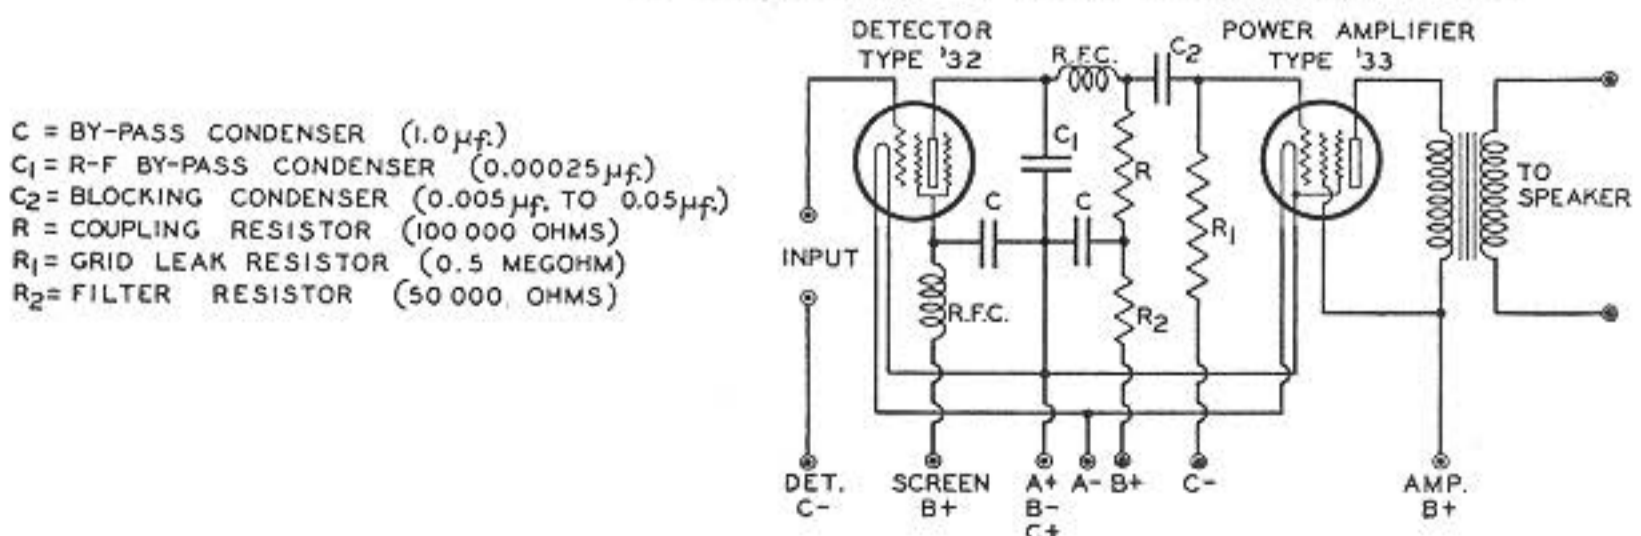 C = BY-PASS CONDENSER (1.0 μf.)
C1 = R-F BY-PASS CONDENSER (0.00025 μf.)
C2 = BLOCKING CONDENSER (0.005 μf. TO 0.05 μf.)
R = COUPLING RESISTOR (100 000 OHMS)
R1 = GRID LEAK RESISTOR (0.5 MEGOHM)
R2 = FILTER RESISTOR (50 000 OHMS)
DETECTOR
TYPE '32
POWER AMPLIFIER
TYPE '33
R.F.C.
C2
C1
R
C
C
R1
INPUT
R.F.C.
R2
TO
SPEAKER
DET.
C-
SCREEN
B+
A+
B-
C+
A-
B+
C-
AMP.
B+